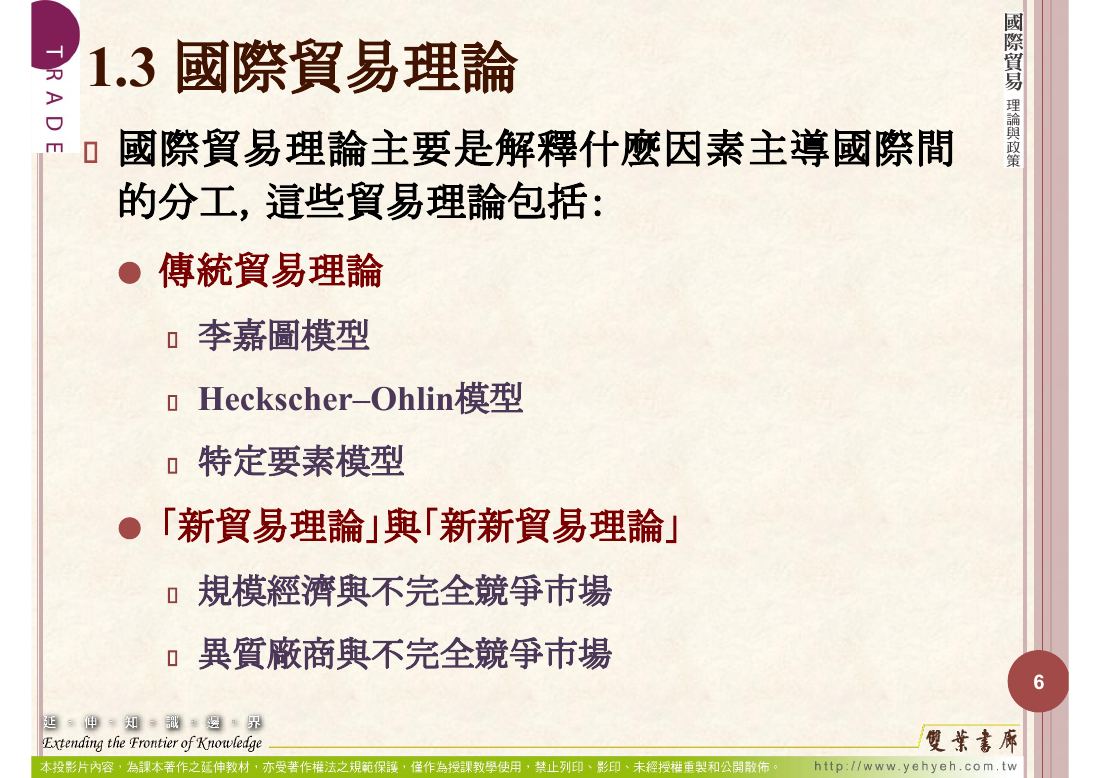 TRADE
1.3 國際貿易理論
國際貿易理論與政策
國際貿易理論主要是解釋什麼因素主導國際間
的分工, 這些貿易理論包括:
傳統貿易理論
李嘉圖模型
Heckscher–Ohlin模型
特定要素模型
「新貿易理論」與「新新貿易理論」
規模經濟與不完全競爭市場
異質廠商與不完全競爭市場
6
延‧伸‧知‧識‧邊‧界
Extending the Frontier of Knowledge
雙葉書廊
本投影片內容，為課本著作之延伸教材，亦受著作權法之規範保護，僅作為授課教學使用，禁止列印、影印、未經授權重製和公開散佈。
http://www.yehyeh.com.tw